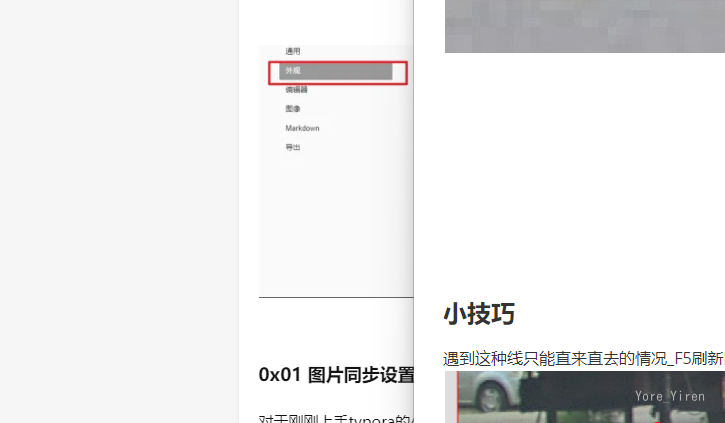 通用
外观
编辑器
图像
Markdown
导出
0x01 图片同步设置
对于刚刚上手typora的
小技巧
遇到这种线只能直来直去的情况_F5刷新
Yore_Yiren